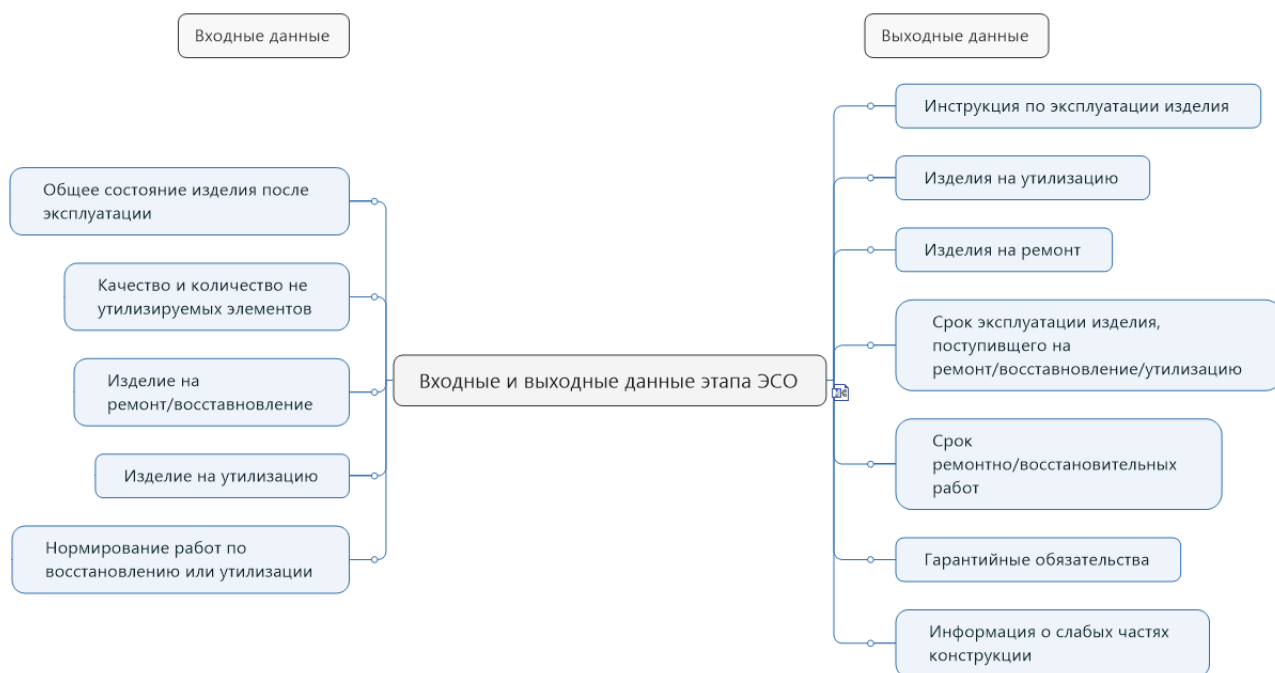 Входные данные
Выходные данные
Общее состояние изделия после
эксплуатации
Качество и количество не
утилизируемых элементов
Изделие на
ремонт/восставновление
Изделие на утилизацию
Нормирование работ по
восстановлению или утилизации
Входные и выходные данные этапа ЭСО
Инструкция по эксплуатации изделия
Изделия на утилизацию
Изделия на ремонт
Срок эксплуатации изделия,
поступившего на
ремонт/восставновление/утилизацию
Срок
ремонтно/восстановительных
работ
Гарантийные обязательства
Информация о слабых частях
конструкции